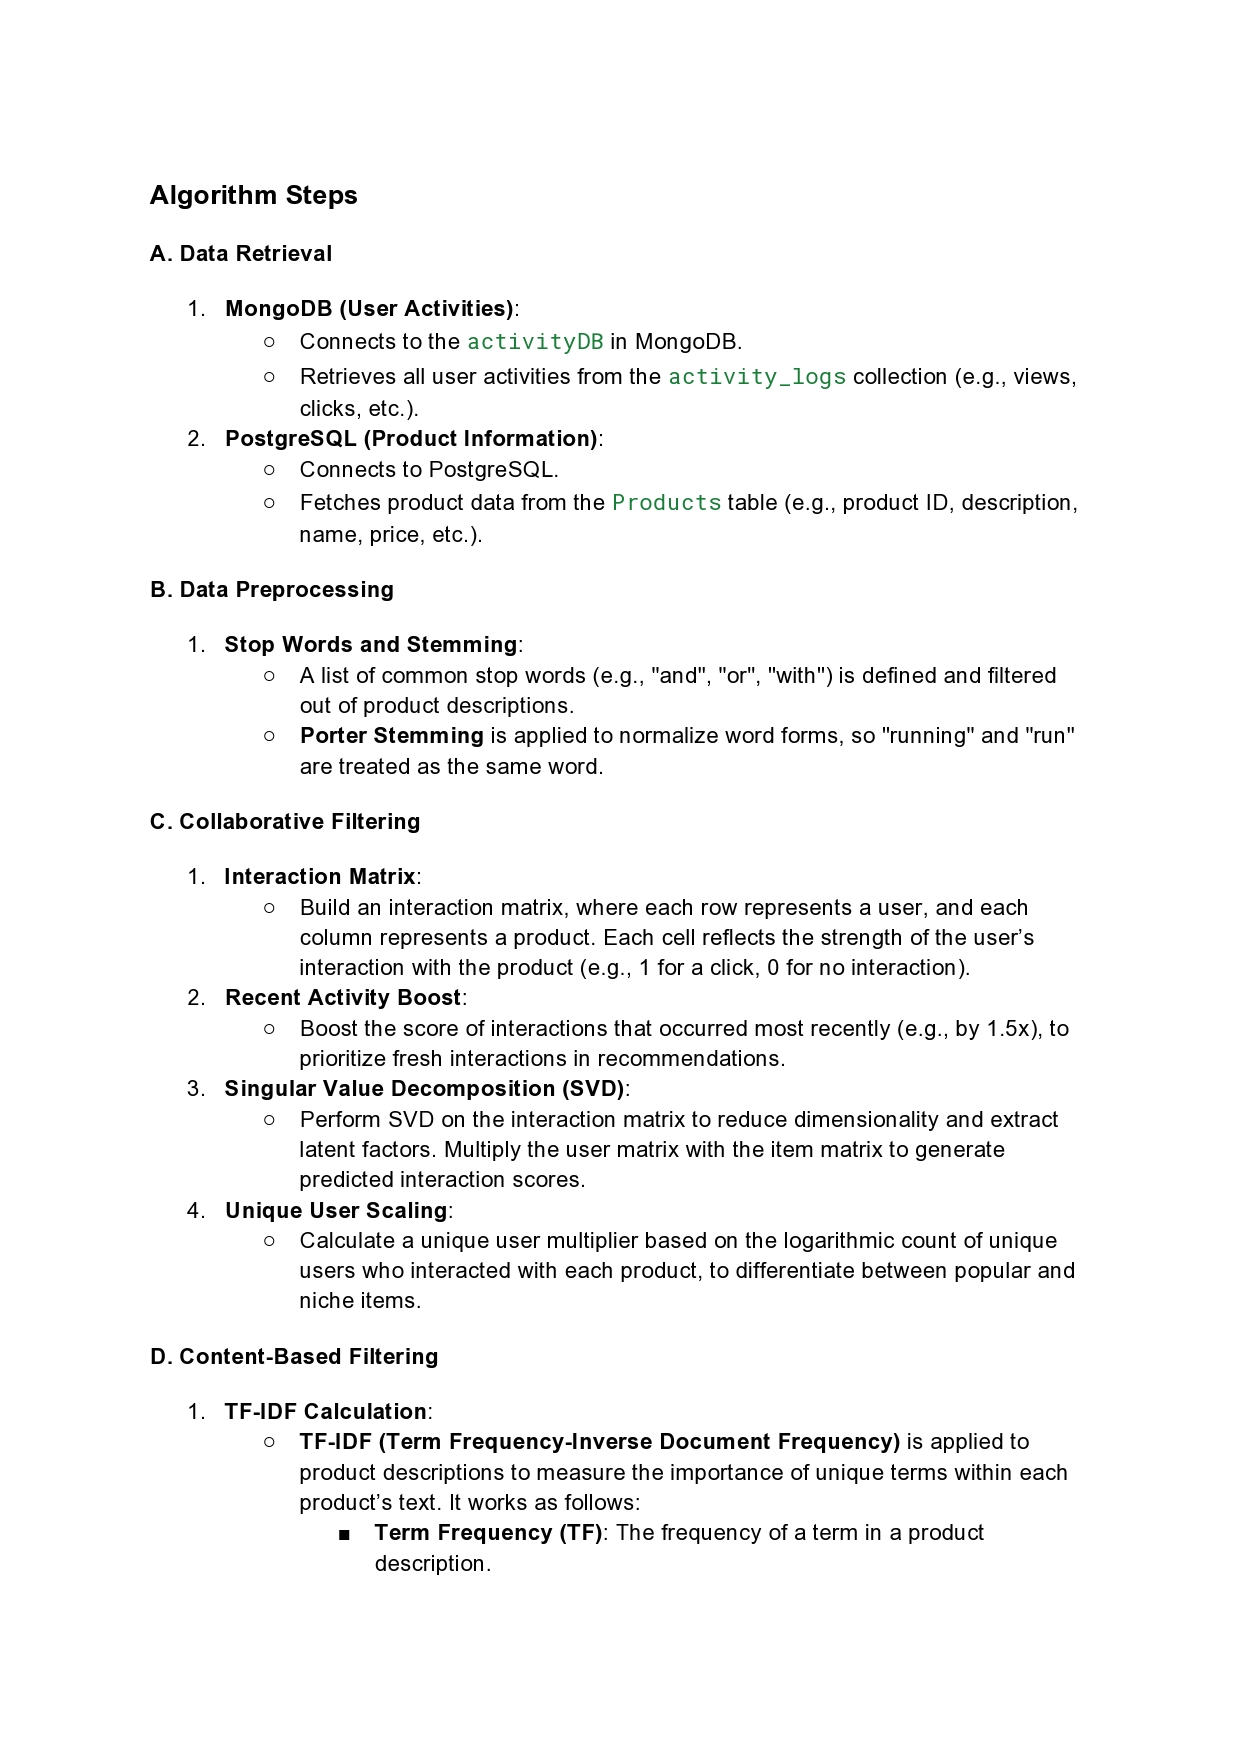 Algorithm Steps
A. Data Retrieval
1. MongoDB (User Activities):
○ Connects to the activityDB in MongoDB.
○ Retrieves all user activities from the activity_logs collection (e.g., views,
clicks, etc.).
2. PostgreSQL (Product Information):
○ Connects to PostgreSQL.
○ Fetches product data from the Products table (e.g., product ID, description,
name, price, etc.).
B. Data Preprocessing
1. Stop Words and Stemming:
○ A list of common stop words (e.g., "and", "or", "with") is defined and filtered
out of product descriptions.
○ Porter Stemming is applied to normalize word forms, so "running" and "run"
are treated as the same word.
C. Collaborative Filtering
1. Interaction Matrix:
○ Build an interaction matrix, where each row represents a user, and each
column represents a product. Each cell reflects the strength of the user’s
interaction with the product (e.g., 1 for a click, 0 for no interaction).
2. Recent Activity Boost:
○ Boost the score of interactions that occurred most recently (e.g., by 1.5x), to
prioritize fresh interactions in recommendations.
3. Singular Value Decomposition (SVD):
○ Perform SVD on the interaction matrix to reduce dimensionality and extract
latent factors. Multiply the user matrix with the item matrix to generate
predicted interaction scores.
4. Unique User Scaling:
○ Calculate a unique user multiplier based on the logarithmic count of unique
users who interacted with each product, to differentiate between popular and
niche items.
D. Content-Based Filtering
1. TF-IDF Calculation:
○ TF-IDF (Term Frequency-Inverse Document Frequency) is applied to
product descriptions to measure the importance of unique terms within each
product’s text. It works as follows:
■ Term Frequency (TF): The frequency of a term in a product
description.